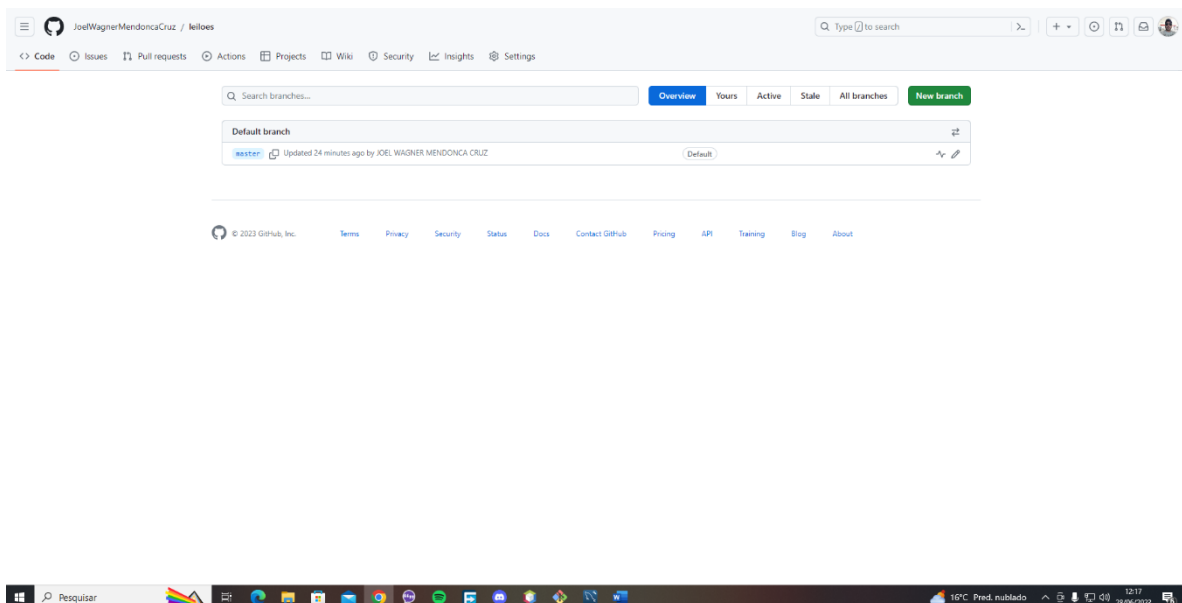 JoelWagnerMendoncaCruz / leiloes
Type / to search
Code Issues Pull requests Actions Projects Wiki Security Insights Settings
Search branches... Overview Yours Active Stale All branches New branch
Default branch
master Updated 24 minutes ago by JOEL WAGNER MENDONCA CRUZ Default
© 2023 GitHub, Inc. Terms Privacy Security Status Docs Contact GitHub Pricing API Training Blog About
Pesquisar 16°C Pred. nublado 12:17